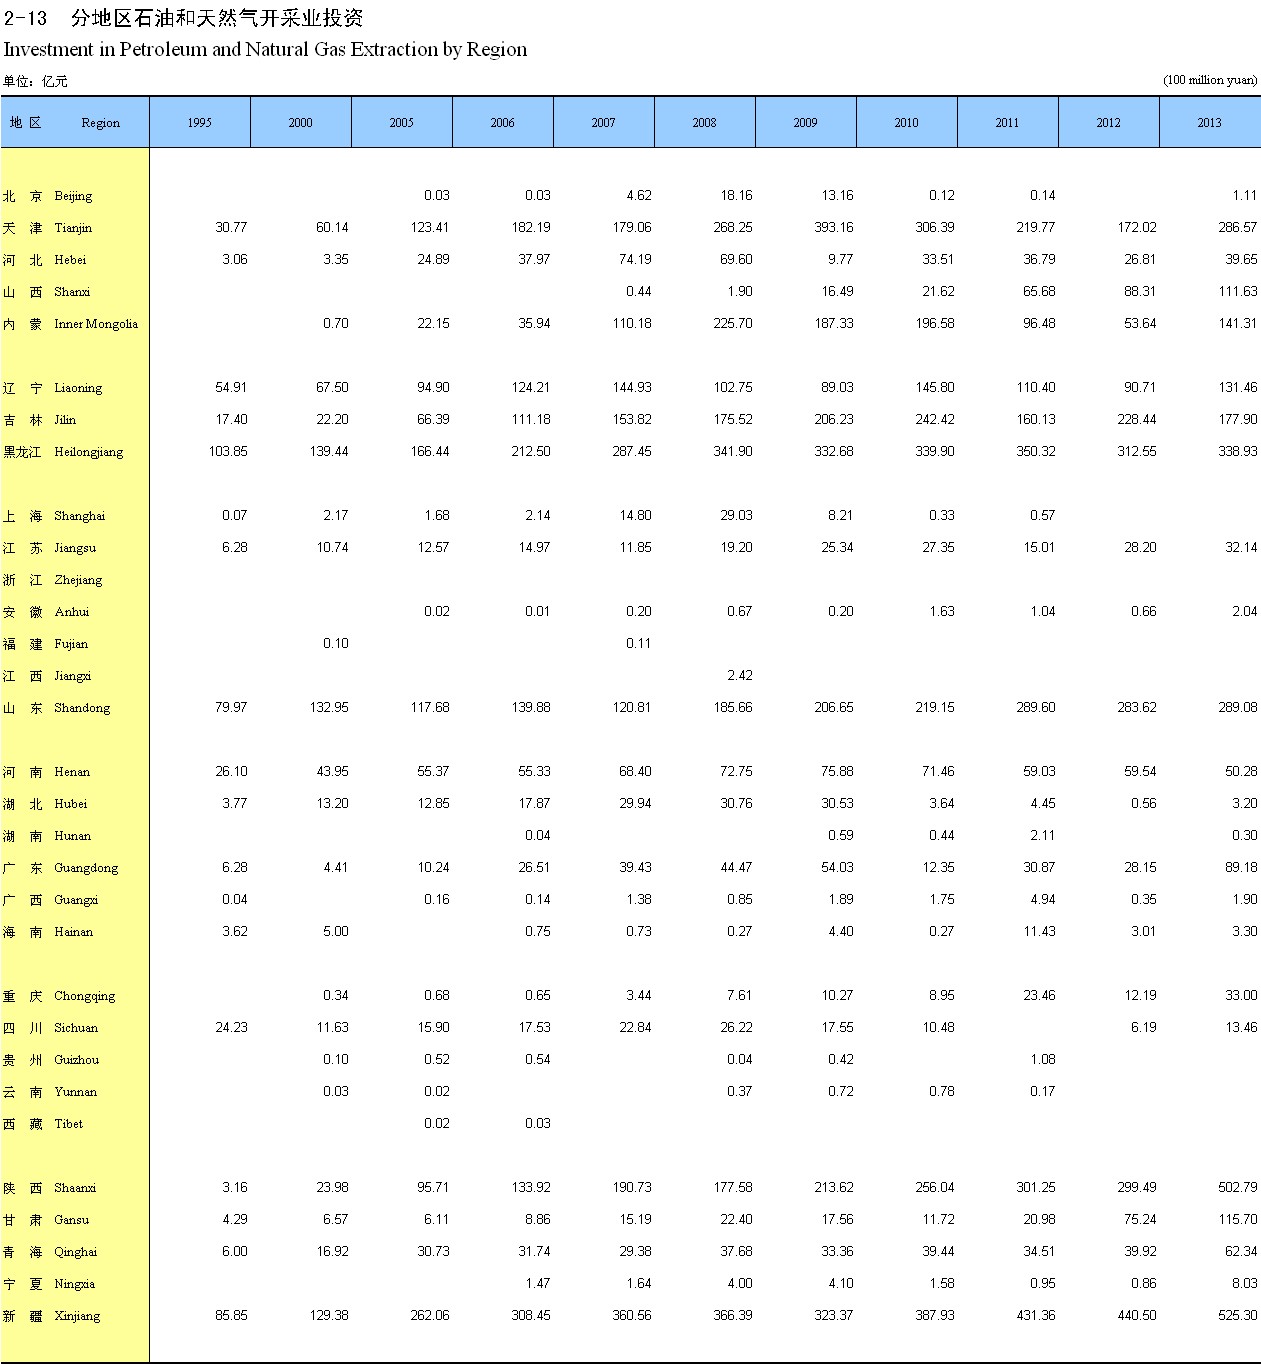 2-13 分地区石油和天然气开采业投资
Investment in Petroleum and Natural Gas Extraction by Region
单位：亿元 (100 million yuan)
地 区 Region 1995 2000 2005 2006 2007 2008 2009 2010 2011 2012 2013
北 京 Beijing 0.03 0.03 4.62 18.16 13.16 0.12 0.14 1.11
天 津 Tianjin 30.77 60.14 123.41 182.19 179.06 268.25 393.16 306.39 219.77 172.02 286.57
河 北 Hebei 3.06 3.35 24.89 37.97 74.19 69.60 9.77 33.51 36.79 26.81 39.65
山 西 Shanxi 0.44 1.90 16.49 21.62 65.68 88.31 111.63
内 蒙 Inner Mongolia 0.70 22.15 35.94 110.18 225.70 187.33 196.58 96.48 53.64 141.31
辽 宁 Liaoning 54.91 67.50 94.90 124.21 144.93 102.75 89.03 145.80 110.40 90.71 131.46
吉 林 Jilin 17.40 22.20 66.39 111.18 153.82 175.52 206.23 242.42 160.13 228.44 177.90
黑龙江 Heilongjiang 103.85 139.44 166.44 212.50 287.45 341.90 332.68 339.90 350.32 312.55 338.93
上 海 Shanghai 0.07 2.17 1.68 2.14 14.80 29.03 8.21 0.33 0.57
江 苏 Jiangsu 6.28 10.74 12.57 14.97 11.85 19.20 25.34 27.35 15.01 28.20 32.14
浙 江 Zhejiang
安 徽 Anhui 0.02 0.01 0.20 0.67 0.20 1.63 1.04 0.66 2.04
福 建 Fujian 0.10 0.11
江 西 Jiangxi 2.42
山 东 Shandong 79.97 132.95 117.68 139.88 120.81 185.66 206.65 219.15 289.60 283.62 289.08
河 南 Henan 26.10 43.95 55.37 55.33 68.40 72.75 75.88 71.46 59.03 59.54 50.28
湖 北 Hubei 3.77 13.20 12.85 17.87 29.94 30.76 30.53 3.64 4.45 0.56 3.20
湖 南 Hunan 0.04 0.59 0.44 2.11 0.30
广 东 Guangdong 6.28 4.41 10.24 26.51 39.43 44.47 54.03 12.35 30.87 28.15 89.18
广 西 Guangxi 0.04 0.16 0.14 1.38 0.85 1.89 1.75 4.94 0.35 1.90
海 南 Hainan 3.62 5.00 0.75 0.73 0.27 4.40 0.27 11.43 3.01 3.30
重 庆 Chongqing 0.34 0.68 0.65 3.44 7.61 10.27 8.95 23.46 12.19 33.00
四 川 Sichuan 24.23 11.63 15.90 17.53 22.84 26.22 17.55 10.48 6.19 13.46
贵 州 Guizhou 0.10 0.52 0.54 0.04 0.42 1.08
云 南 Yunnan 0.03 0.02 0.37 0.72 0.78 0.17
西 藏 Tibet 0.02 0.03
陕 西 Shaanxi 3.16 23.98 95.71 133.92 190.73 177.58 213.62 256.04 301.25 299.49 502.79
甘 肃 Gansu 4.29 6.57 6.11 8.86 15.19 22.40 17.56 11.72 20.98 75.24 115.70
青 海 Qinghai 6.00 16.92 30.73 31.74 29.38 37.68 33.36 39.44 34.51 39.92 62.34
宁 夏 Ningxia 1.47 1.64 4.00 4.10 1.58 0.95 0.86 8.03
新 疆 Xinjiang 85.85 129.38 262.06 308.45 360.56 366.39 323.37 387.93 431.36 440.50 525.30